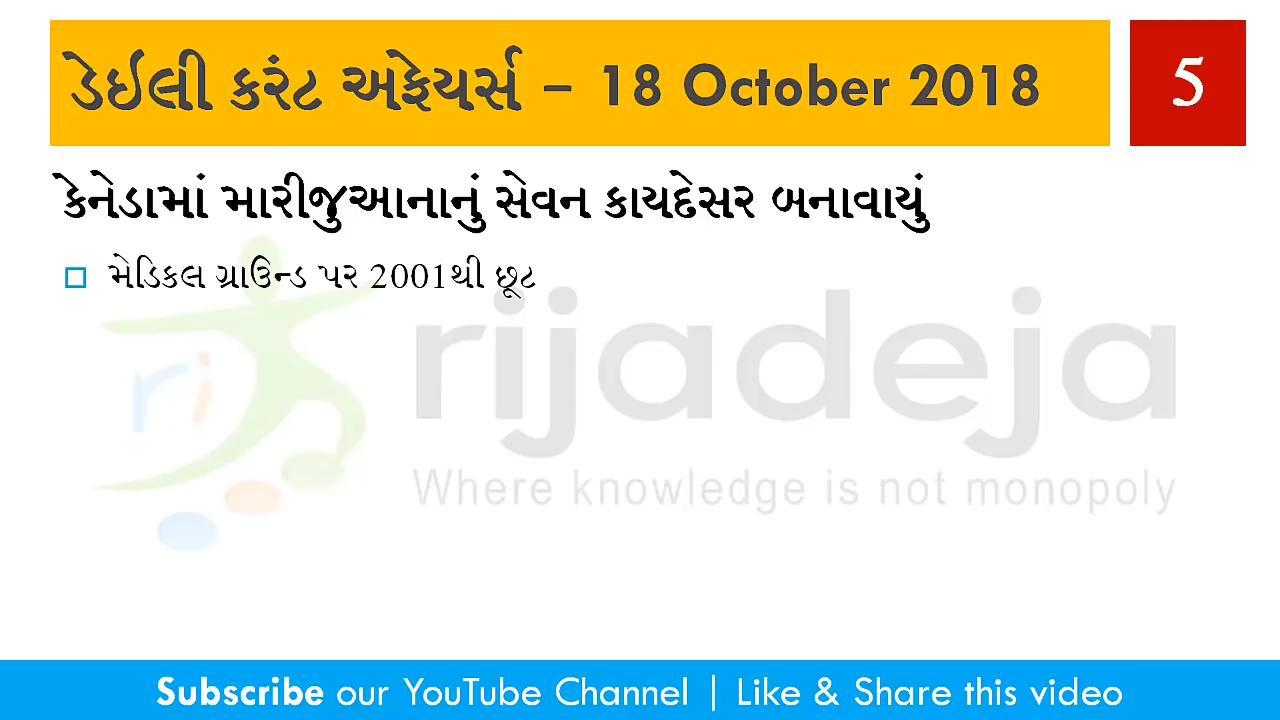 ડેઈલી કરંટ અફેયર્સ – 18 October 2018
5
કેનેડામાં મારીજુઆનાનું સેવન કાયદેસર બનાવાયું
મેડિકલ ગ્રાઉન્ડ પર 2001થી છૂટ
ri
rijadeja
Where knowledge is not monopoly
Subscribe our YouTube Channel | Like & Share this video